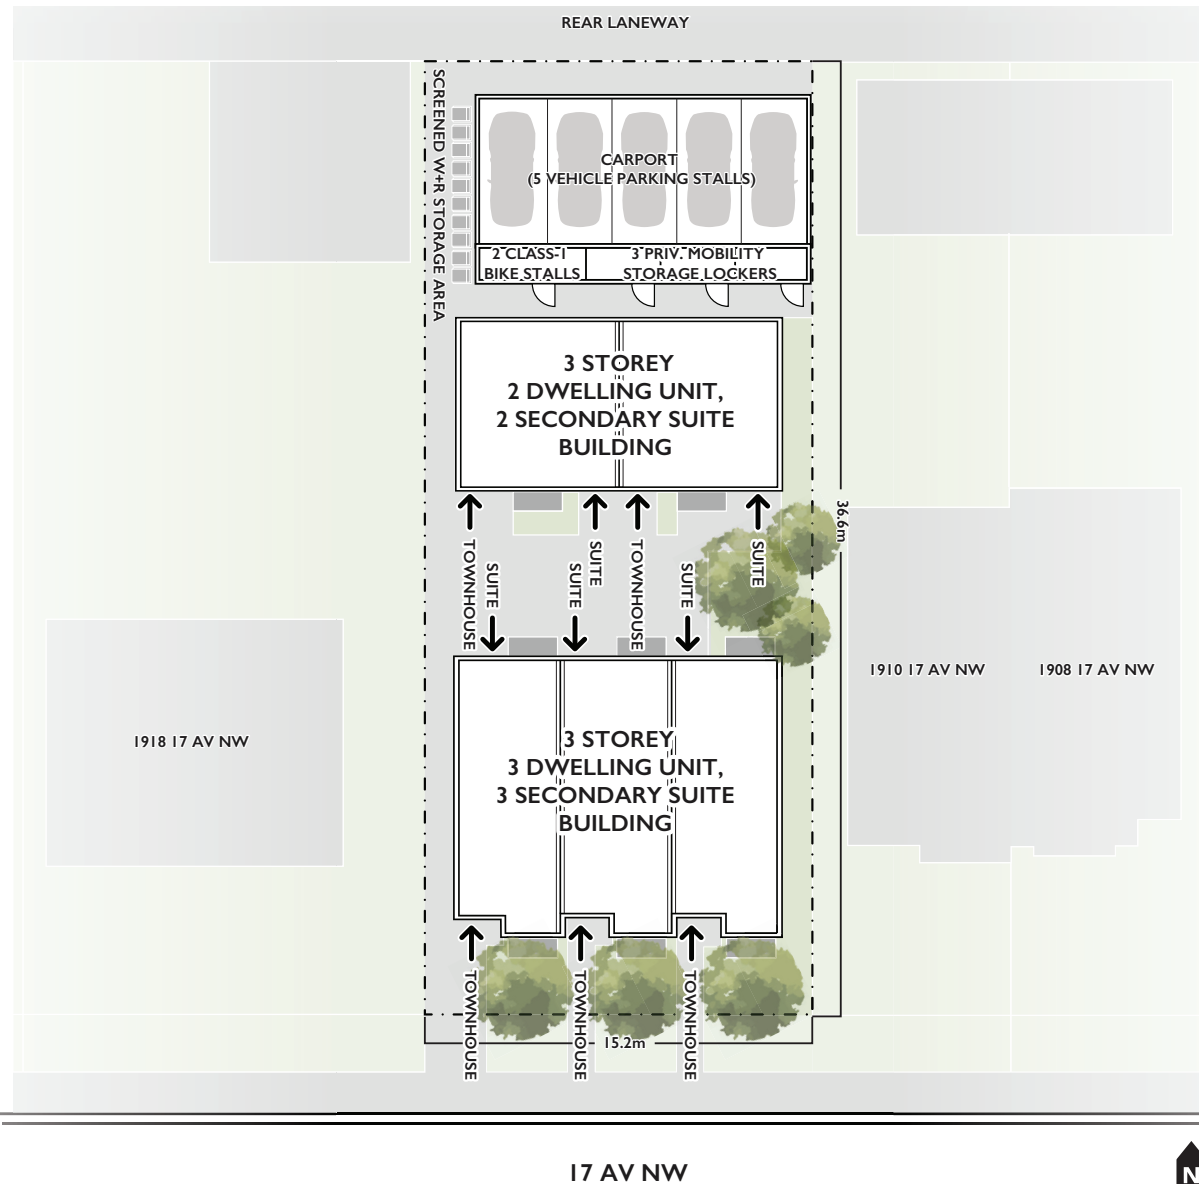 REAR LANEWAY
SCREENED W+R STORAGE AREA
CARPORT
(5 VEHICLE PARKING STALLS)
2 CLASS-1
BIKE STALLS
3 PRIV. MOBILITY
STORAGE LOCKERS
3 STOREY
2 DWELLING UNIT,
2 SECONDARY SUITE
BUILDING
36.6m
TOWNHOUSE
SUITE
SUITE
SUITE
TOWNHOUSE
SUITE
SUITE
1910 17 AV NW
1908 17 AV NW
1918 17 AV NW
3 STOREY
3 DWELLING UNIT,
3 SECONDARY SUITE
BUILDING
TOWNHOUSE
TOWNHOUSE
TOWNHOUSE
15.2m
17 AV NW
N